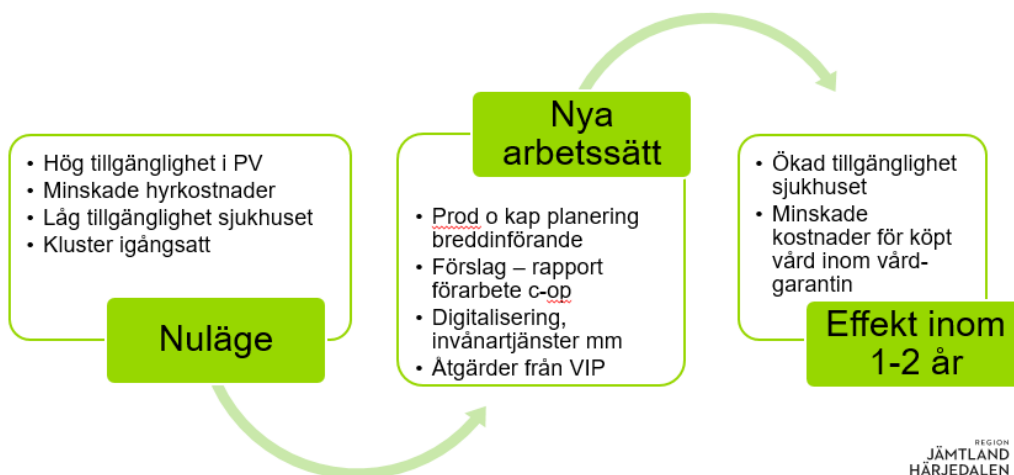 • Hög tillgänglighet i PV
• Minskade hyrkostnader
• Låg tillgänglighet sjukhuset
• Kluster igångsatt
Nuläge
Nya
arbetssätt
• Prod o kap planering
breddinförande
• Förslag – rapport
förarbete c-op
• Digitalisering,
invånartjänster mm
• Åtgärder från VIP
• Ökad tillgänglighet
sjukhuset
• Minskade
kostnader för köpt
vård inom vård-
garantin
Effekt inom
1-2 år
REGION
JÄMTLAND
HÄRJEDALEN